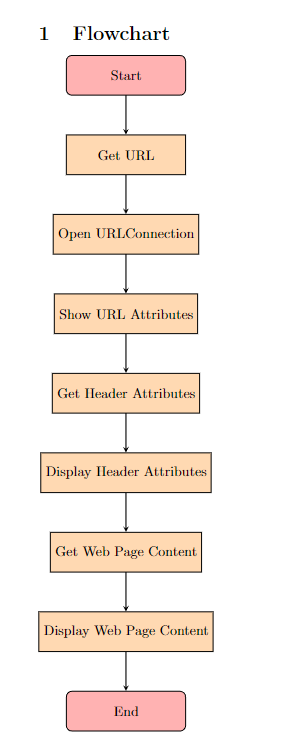 1 Flowchart
Start
Get URL
Open URLConnection
Show URL Attributes
Get Header Attributes
Display Header Attributes
Get Web Page Content
Display Web Page Content
End